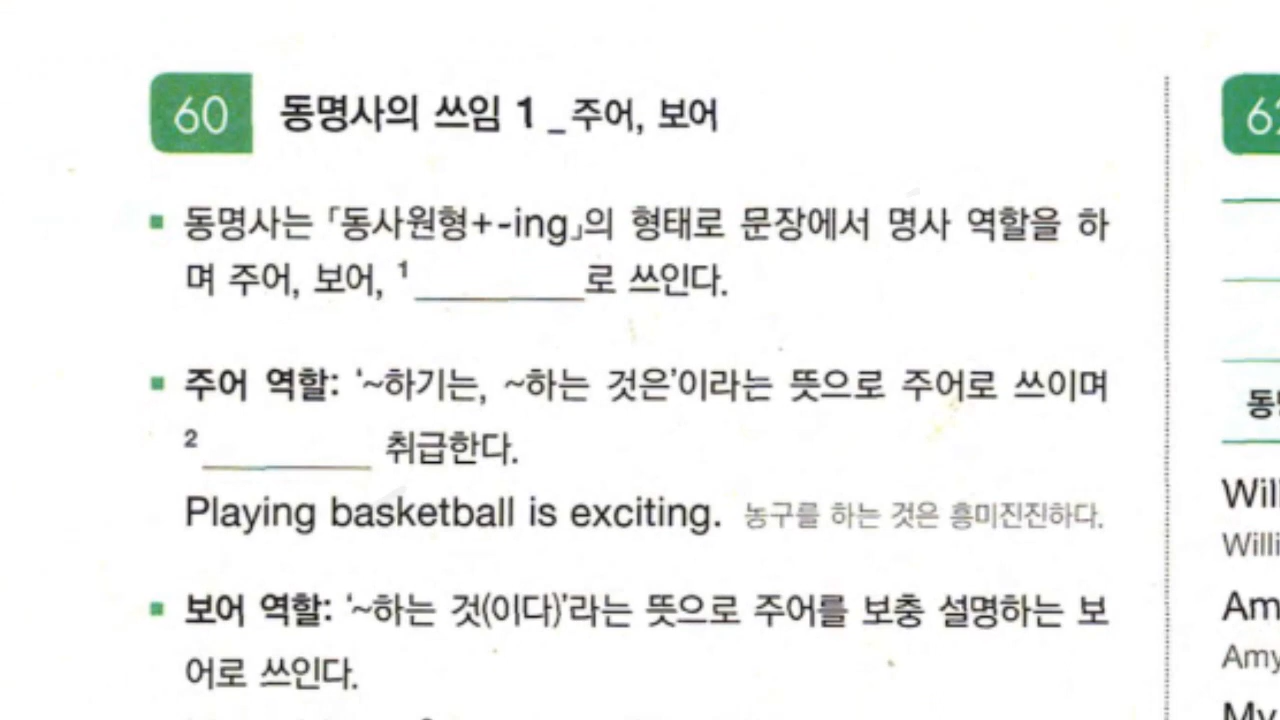 60 동명사의 쓰임 1 _ 주어, 보어
동명사는 「동사원형+-ing」의 형태로 문장에서 명사 역할을 하
며 주어, 보어, 1 ________로 쓰인다.
주어 역할: '~하기는, ~하는 것은'이라는 뜻으로 주어로 쓰이며
2 ________ 취급한다.
Playing basketball is exciting. 농구를 하는 것은 흥미진진하다.
보어 역할: '~하는 것(이다)'라는 뜻으로 주어를 보충 설명하는 보
어로 쓰인다.
Will
Willi
Am
Amy
My